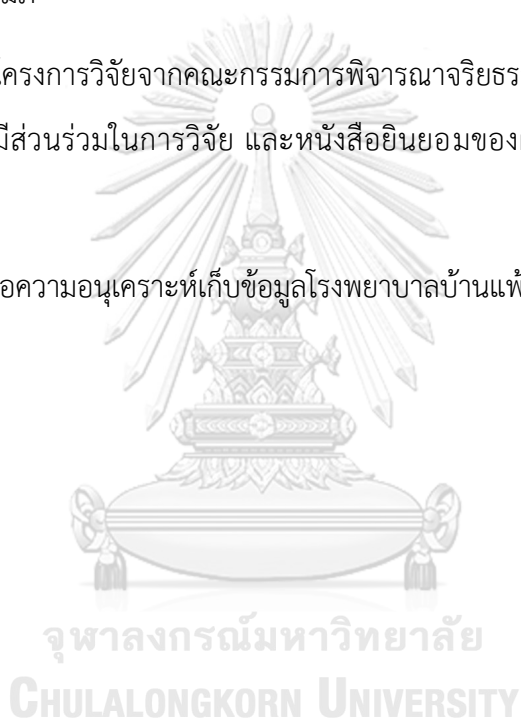 โครงการวิจัยจากคณะกรรมการพิจารณาจริยธร
มีส่วนร่วมในการวิจัย และหนังสือยินยอมของ
อความอนุเคราะห์เก็บข้อมูลโรงพยาบาลบ้านแพ้
จุฬาลงกรณ์มหาวิทยาลัย
CHULALONGKORN UNIVERSITY